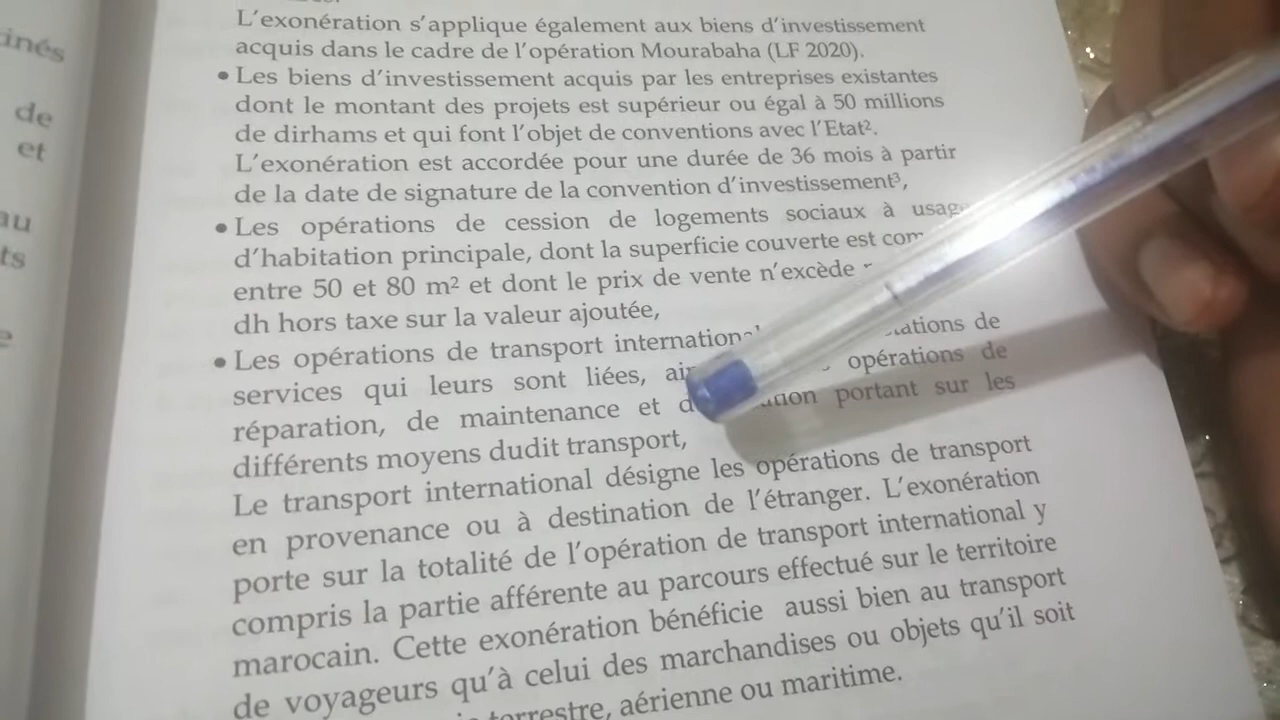 inés
de
et
au
ts
L'exonération s'applique également aux biens d'investissement
acquis dans le cadre de l'opération Mourabaha (LF 2020).
• Les biens d'investissement acquis par les entreprises existantes
dont le montant des projets est supérieur ou égal à 50 millions
de dirhams et qui font l'objet de conventions avec l'Etat².
L'exonération est accordée pour une durée de 36 mois à partir
de la date de signature de la convention d'investissement³,
• Les opérations de cession de logements sociaux à usage
d'habitation principale, dont la superficie couverte est
entre 50 et 80 m² et dont le prix de vente n'excède
dh hors taxe sur la valeur ajoutée,
• Les opérations de transport international de
services qui leurs sont liées, opérations de
réparation, de maintenance et portant sur les
différents moyens dudit transport,
Le transport international désigne les opérations de transport
en provenance ou à destination de l'étranger. L'exonération
porte sur la totalité de l'opération de transport international y
compris la partie afférente au parcours effectué sur le territoire
marocain. Cette exonération bénéficie aussi bien au transport
de voyageurs qu'à celui des marchandises ou objets qu'il soit
terrestre, aérienne ou maritime.